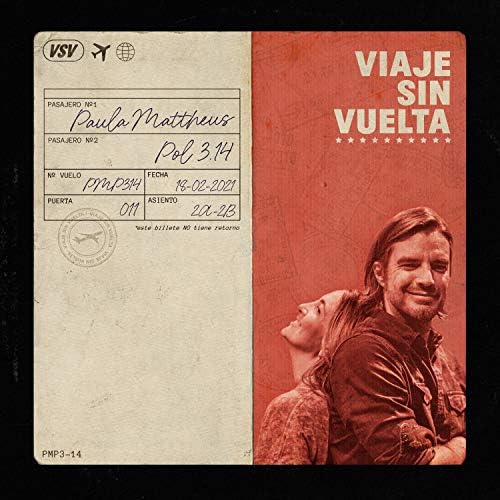 VSV
VIAJE
SIN
VUELTA
PASAJERO Nº1
Paula Mattheus
PASAJERO Nº2
Pol 3.14
Nº VUELO
PMP314
FECHA
18-02-2021
PUERTA
011
ASIENTO
2A-2B
*este billete NO tiene retorno
PMP3-14